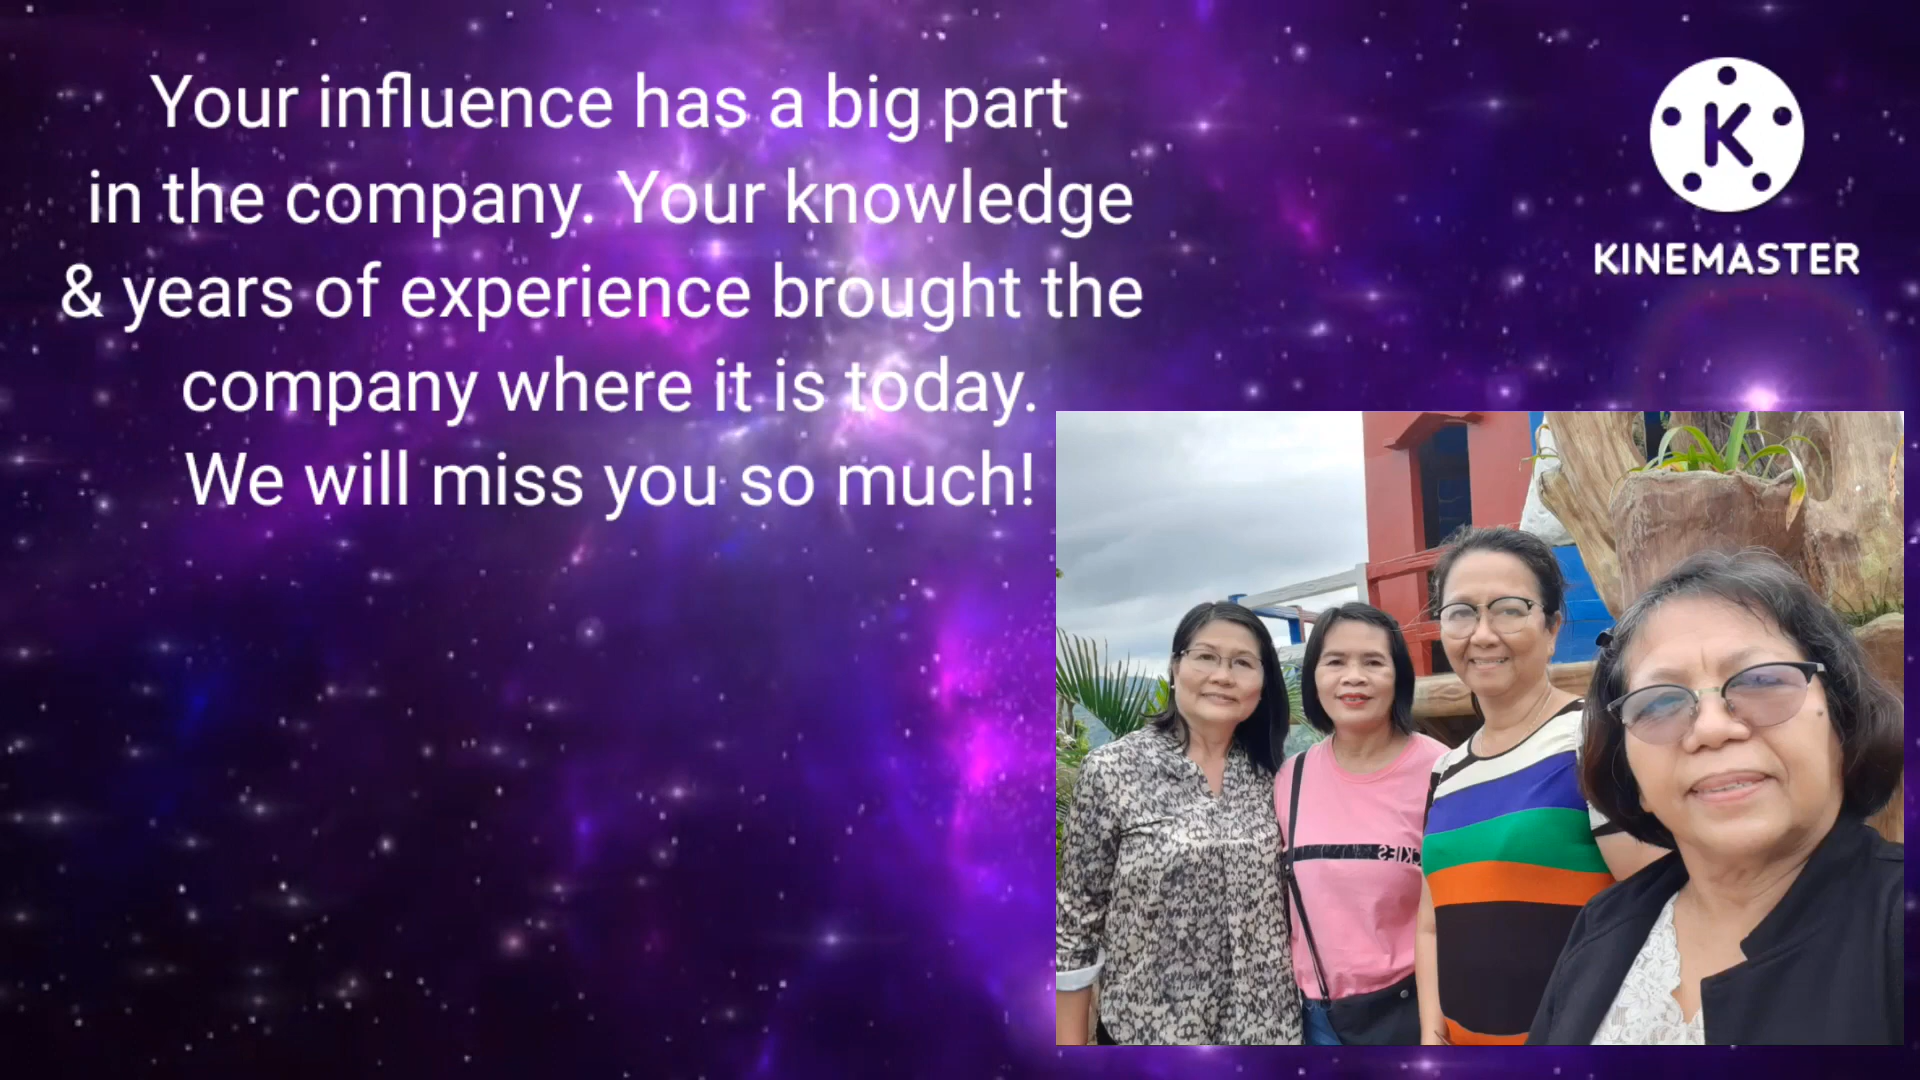 Your influence has a big part
in the company. Your knowledge
& years of experience brought the
company where it is today.
We will miss you so much!
K
KINEMASTER
CKIES